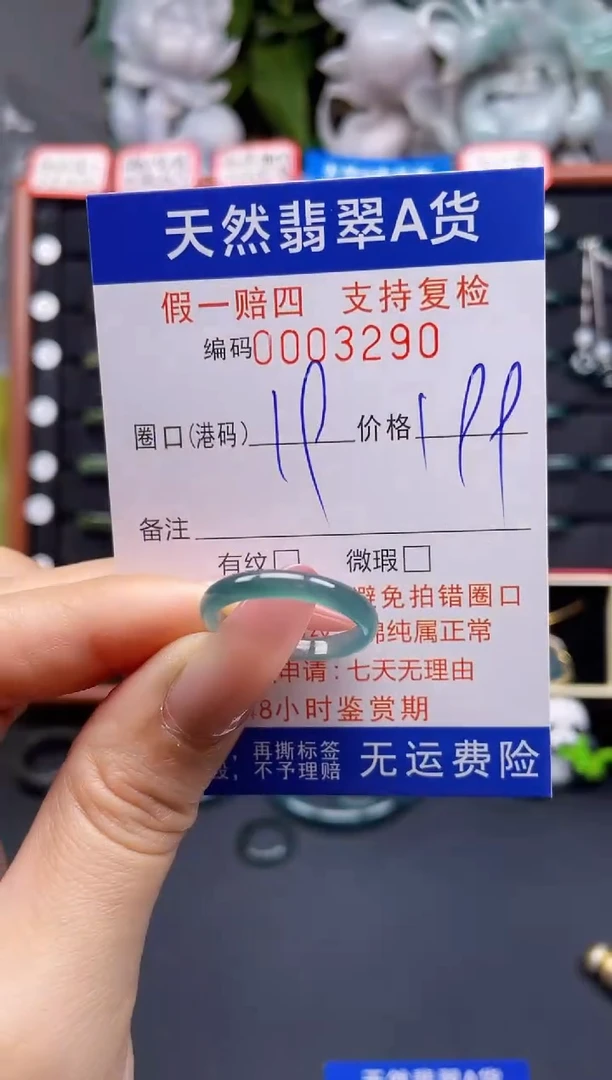 天然翡翠A货
假一赔四 支持复检
编码0003290
圈口(港码) 19 价格 199
备注
有纹□ 微瑕□
避免拍错圈口
棉纯属正常
申请：七天无理由
8小时鉴赏期
再撕标签
不予理赔
无运费险